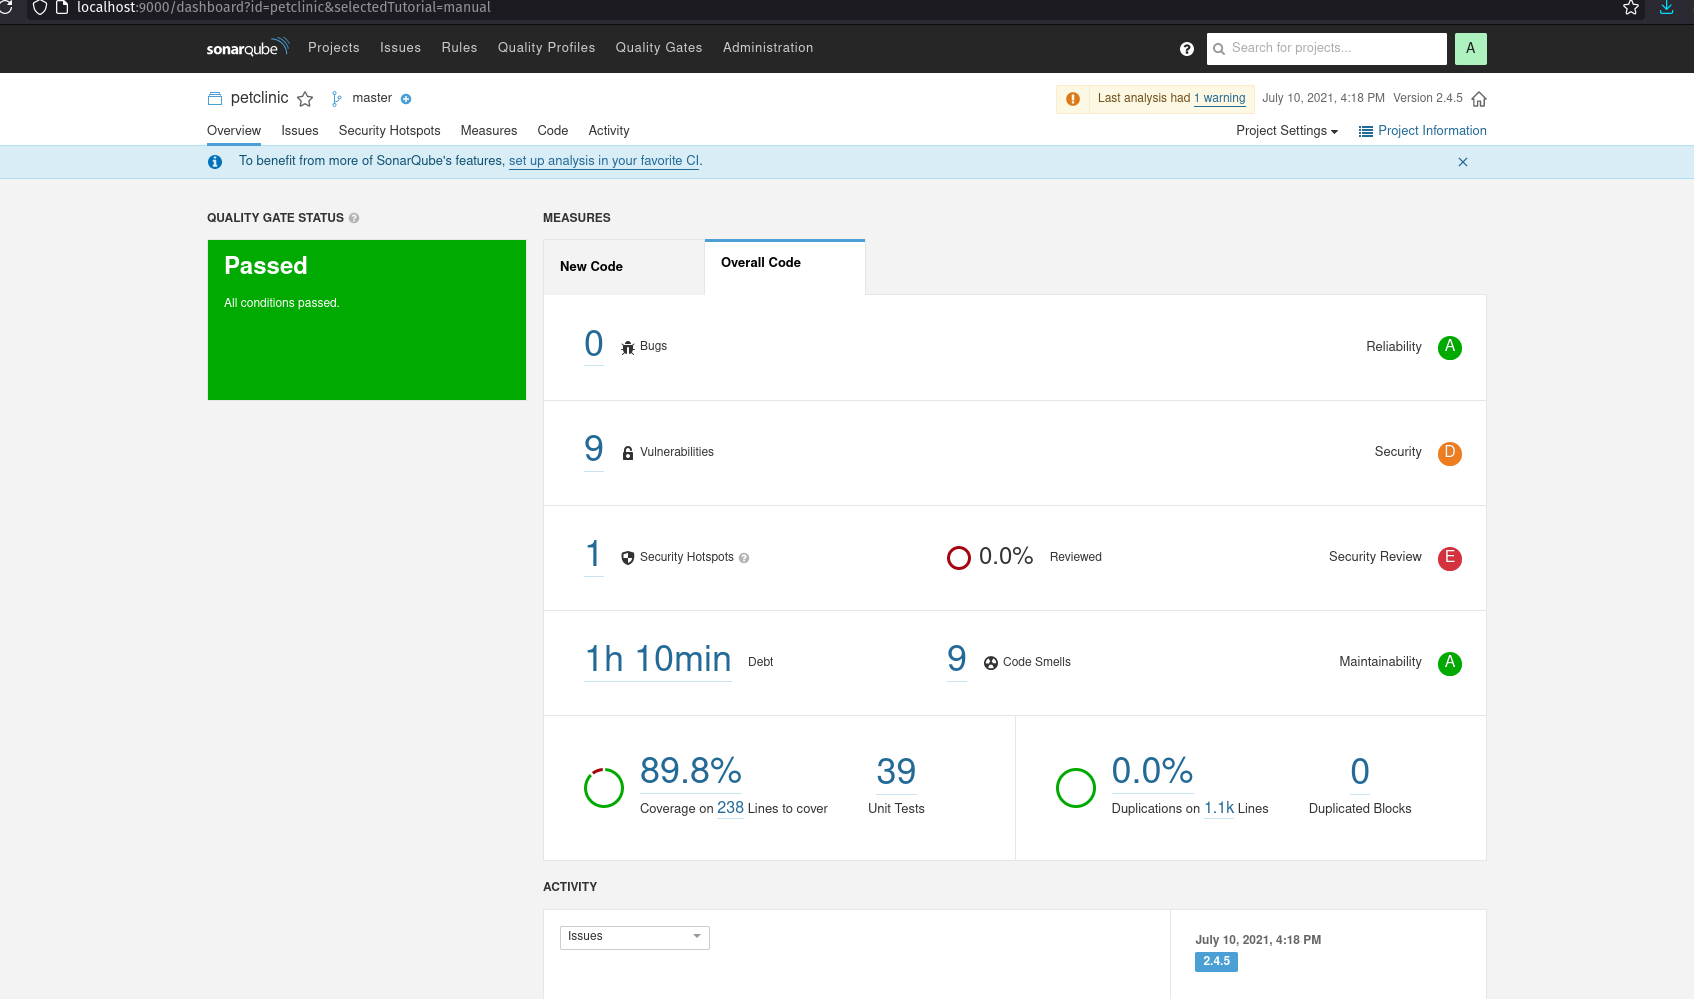 localhost:9000/dashboard?id=petclinic&selectedTutorial=manual
sonarqube Projects Issues Rules Quality Profiles Quality Gates Administration ? Search for projects... A
petclinic master Last analysis had 1 warning July 10, 2021, 4:18 PM Version 2.4.5
Overview Issues Security Hotspots Measures Code Activity Project Settings Project Information
To benefit from more of SonarQube's features, set up analysis in your favorite CI.
QUALITY GATE STATUS ? MEASURES
Passed
All conditions passed.
New Code Overall Code
0 Bugs Reliability A
9 Vulnerabilities Security D
1 Security Hotspots ? 0.0% Reviewed Security Review E
1h 10min Debt 9 Code Smells Maintainability A
89.8% 39 0.0% 0
Coverage on 238 Lines to cover Unit Tests Duplications on 1.1k Lines Duplicated Blocks
ACTIVITY
Issues July 10, 2021, 4:18 PM
2.4.5